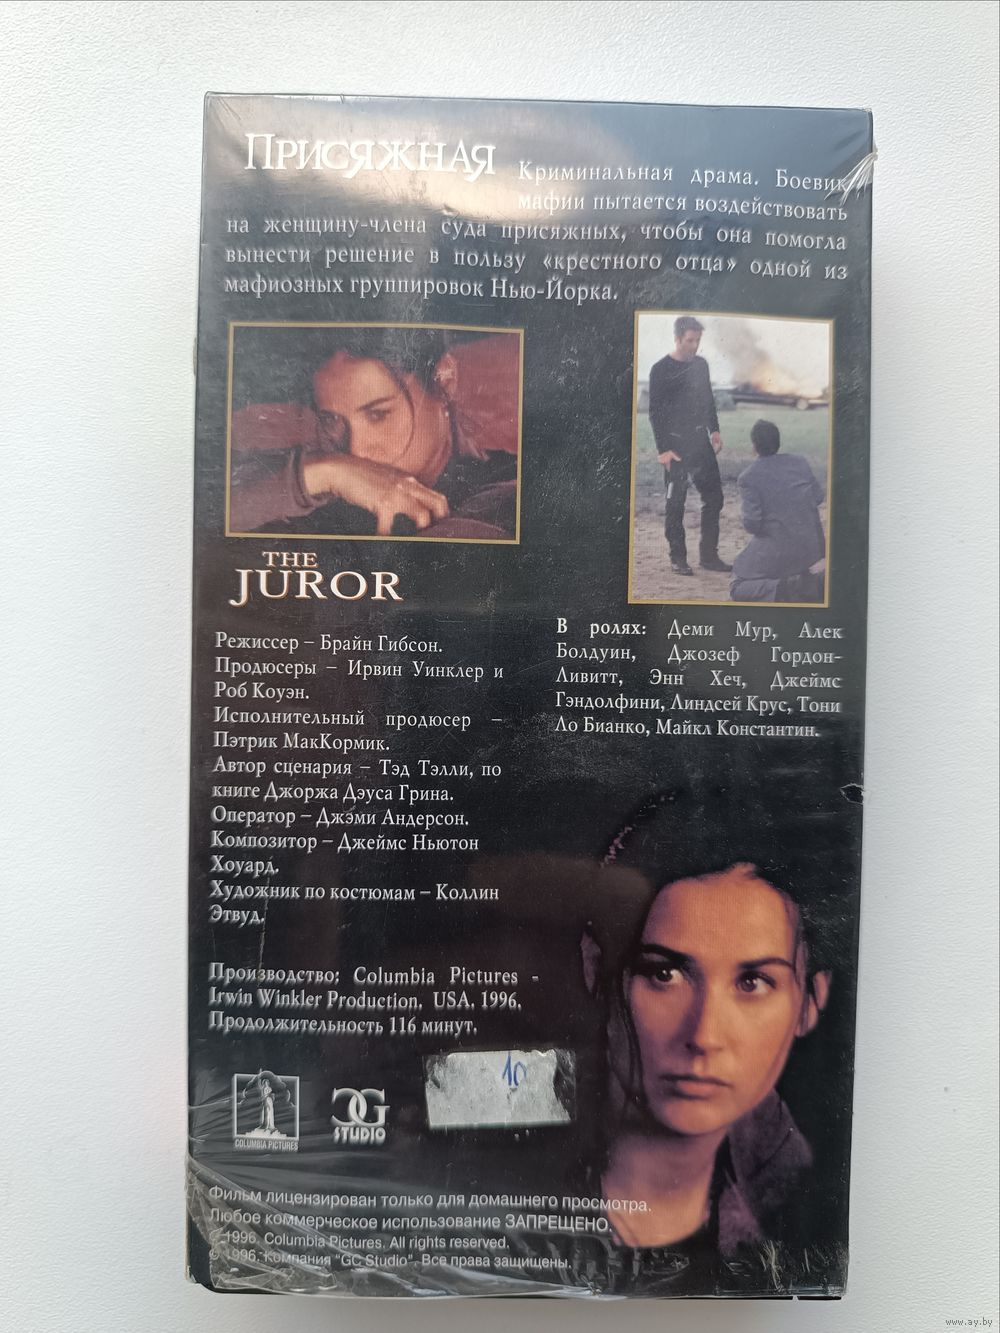 Присяжная
Криминальная драма. Боевик
мафии пытается воздействовать
на женщину-члена суда присяжных, чтобы она помогла
вынести решение в пользу «крестного отца» одной из
мафиозных группировок Нью-Йорка.
THE
JUROR
Режиссер – Брайн Гибсон.
Продюсеры – Ирвин Уинклер и
Роб Коуэн.
Исполнительный продюсер –
Пэтрик МакКормик.
Автор сценария – Тэд Тэлли, по
книге Джоржа Дэуса Грина.
Оператор – Джэми Андерсон.
Композитор – Джеймс Ньютон
Хоуард.
Художник по костюмам – Коллин
Этвуд.
В ролях: Деми Мур, Алек
Болдуин, Джозеф Гордон-
Ливитт, Энн Хеч, Джеймс
Гэндолфини, Линдсей Крус, Тони
Ло Бианко, Майкл Константин.
Производство: Columbia Pictures -
Irwin Winkler Production, USA, 1996,
Продолжительность 116 минут.
COLUMBIA PICTURES
GG
STUDIO
10
Фильм лицензирован только для домашнего просмотра.
Любое коммерческое использование ЗАПРЕЩЕНО.
© 1996. Columbia Pictures. All rights reserved.
© 1996. Компания "GC Studio". Все права защищены.
www.ay.by